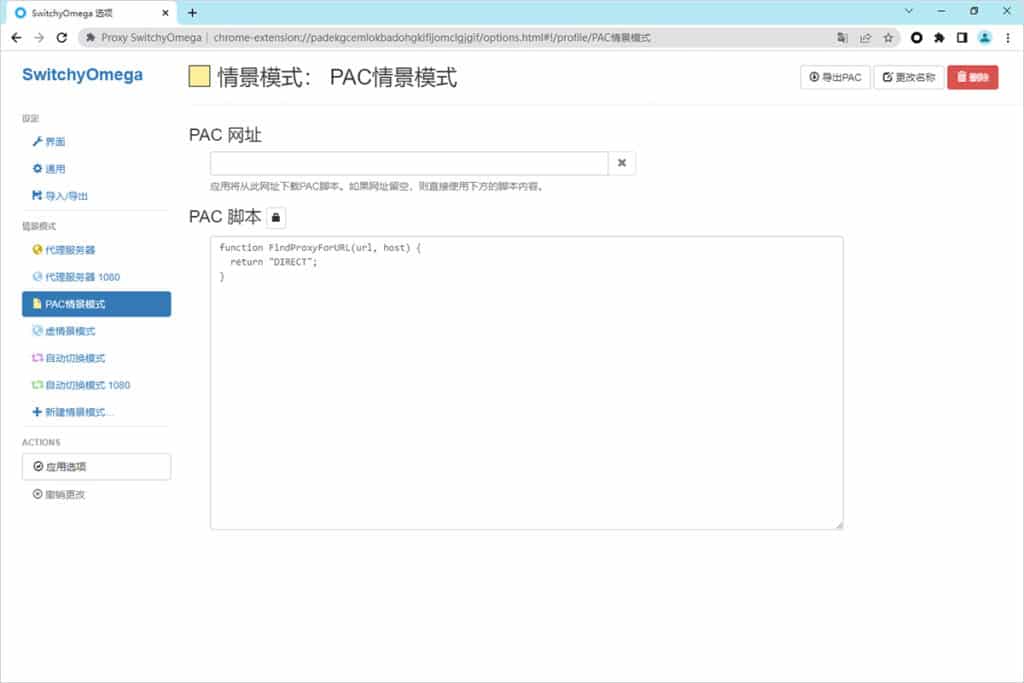 SwitchyOmega 选项
Proxy SwitchyOmega | chrome-extension://padekgcemlokbadohgkifijomclgjgif/options.html#!/profile/PAC情景模式
SwitchyOmega
设定
界面
通用
导入/导出
情景模式
代理服务器
代理服务器 1080
PAC情景模式
虚情景模式
自动切换模式
自动切换模式 1080
新建情景模式...
ACTIONS
应用选项
撤销更改
情景模式: PAC情景模式
导出PAC
更改名称
删除
PAC 网址
应用将从此网址下载PAC脚本。如果网址留空，则直接使用下方的脚本内容。
PAC 脚本
function FindProxyForURL(url, host) {
return "DIRECT";
}